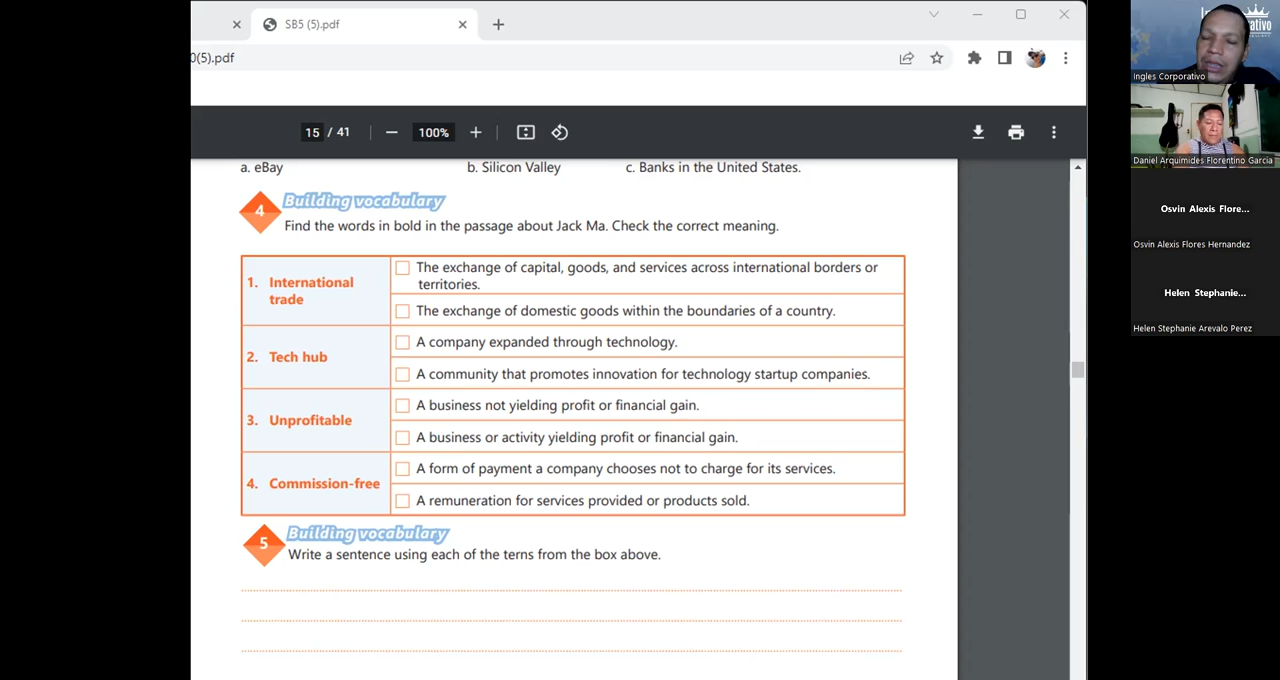 SB5 (5).pdf
0(5).pdf
15 / 41
100%
a. eBay b. Silicon Valley c. Banks in the United States.
4 Building vocabulary
Find the words in bold in the passage about Jack Ma. Check the correct meaning.
1. International trade
The exchange of capital, goods, and services across international borders or
territories.
The exchange of domestic goods within the boundaries of a country.
2. Tech hub
A company expanded through technology.
A community that promotes innovation for technology startup companies.
3. Unprofitable
A business not yielding profit or financial gain.
A business or activity yielding profit or financial gain.
4. Commission-free
A form of payment a company chooses not to charge for its services.
A remuneration for services provided or products sold.
5 Building vocabulary
Write a sentence using each of the terns from the box above.
Ingles Corporativo
Daniel Arquimides Florentino Garcia
Osvin Alexis Flore...
Osvin Alexis Flores Hernandez
Helen Stephanie...
Helen Stephanie Arevalo Perez